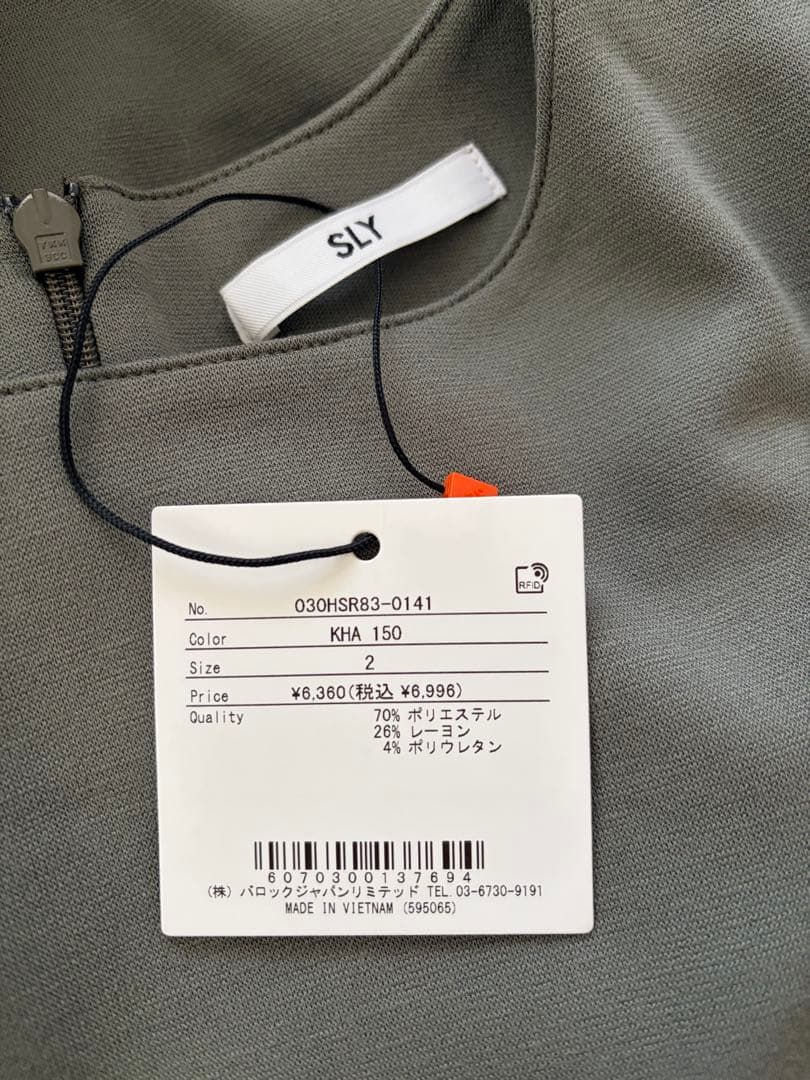 SLY
RFID
No. 030HSR83-0141
Color KHA 150
Size 2
Price ¥6,360(税込 ¥6,996)
Quality 70% ポリエステル
26% レーヨン
4% ポリウレタン
6070300137694
(株) バロックジャパンリミテッド TEL.03-6730-9191
MADE IN VIETNAM (595065)